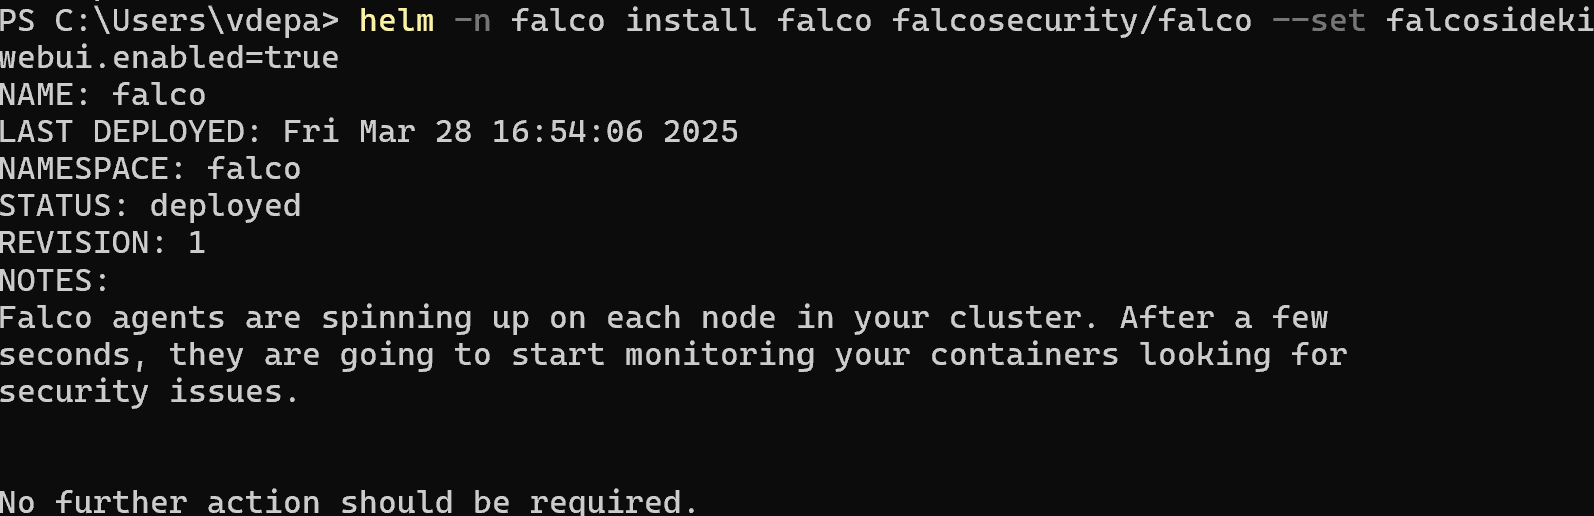 PS C:\Users\vdepa> helm -n falco install falco falcosecurity/falco --set falcosideki
webui.enabled=true
NAME: falco
LAST DEPLOYED: Fri Mar 28 16:54:06 2025
NAMESPACE: falco
STATUS: deployed
REVISION: 1
NOTES:
Falco agents are spinning up on each node in your cluster. After a few
seconds, they are going to start monitoring your containers looking for
security issues.
No further action should be required.